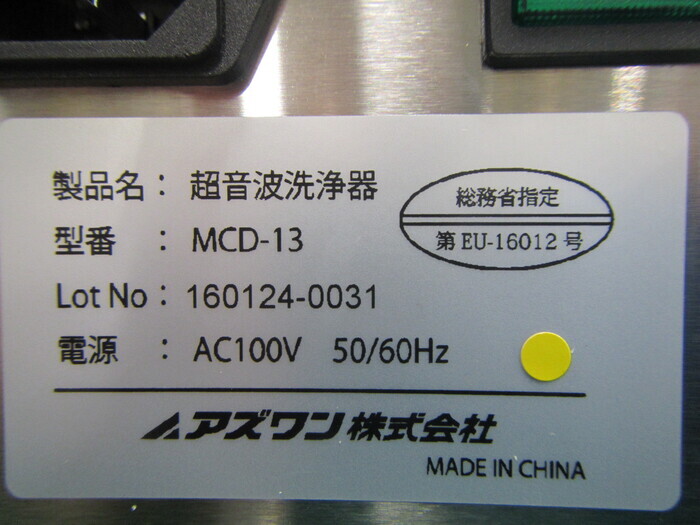 製品名： 超音波洗浄器
総務省指定
型番 ： MCD-13
第 EU-16012 号
Lot No： 160124-0031
電源 ： AC100V 50/60Hz
アズワン株式会社
MADE IN CHINA